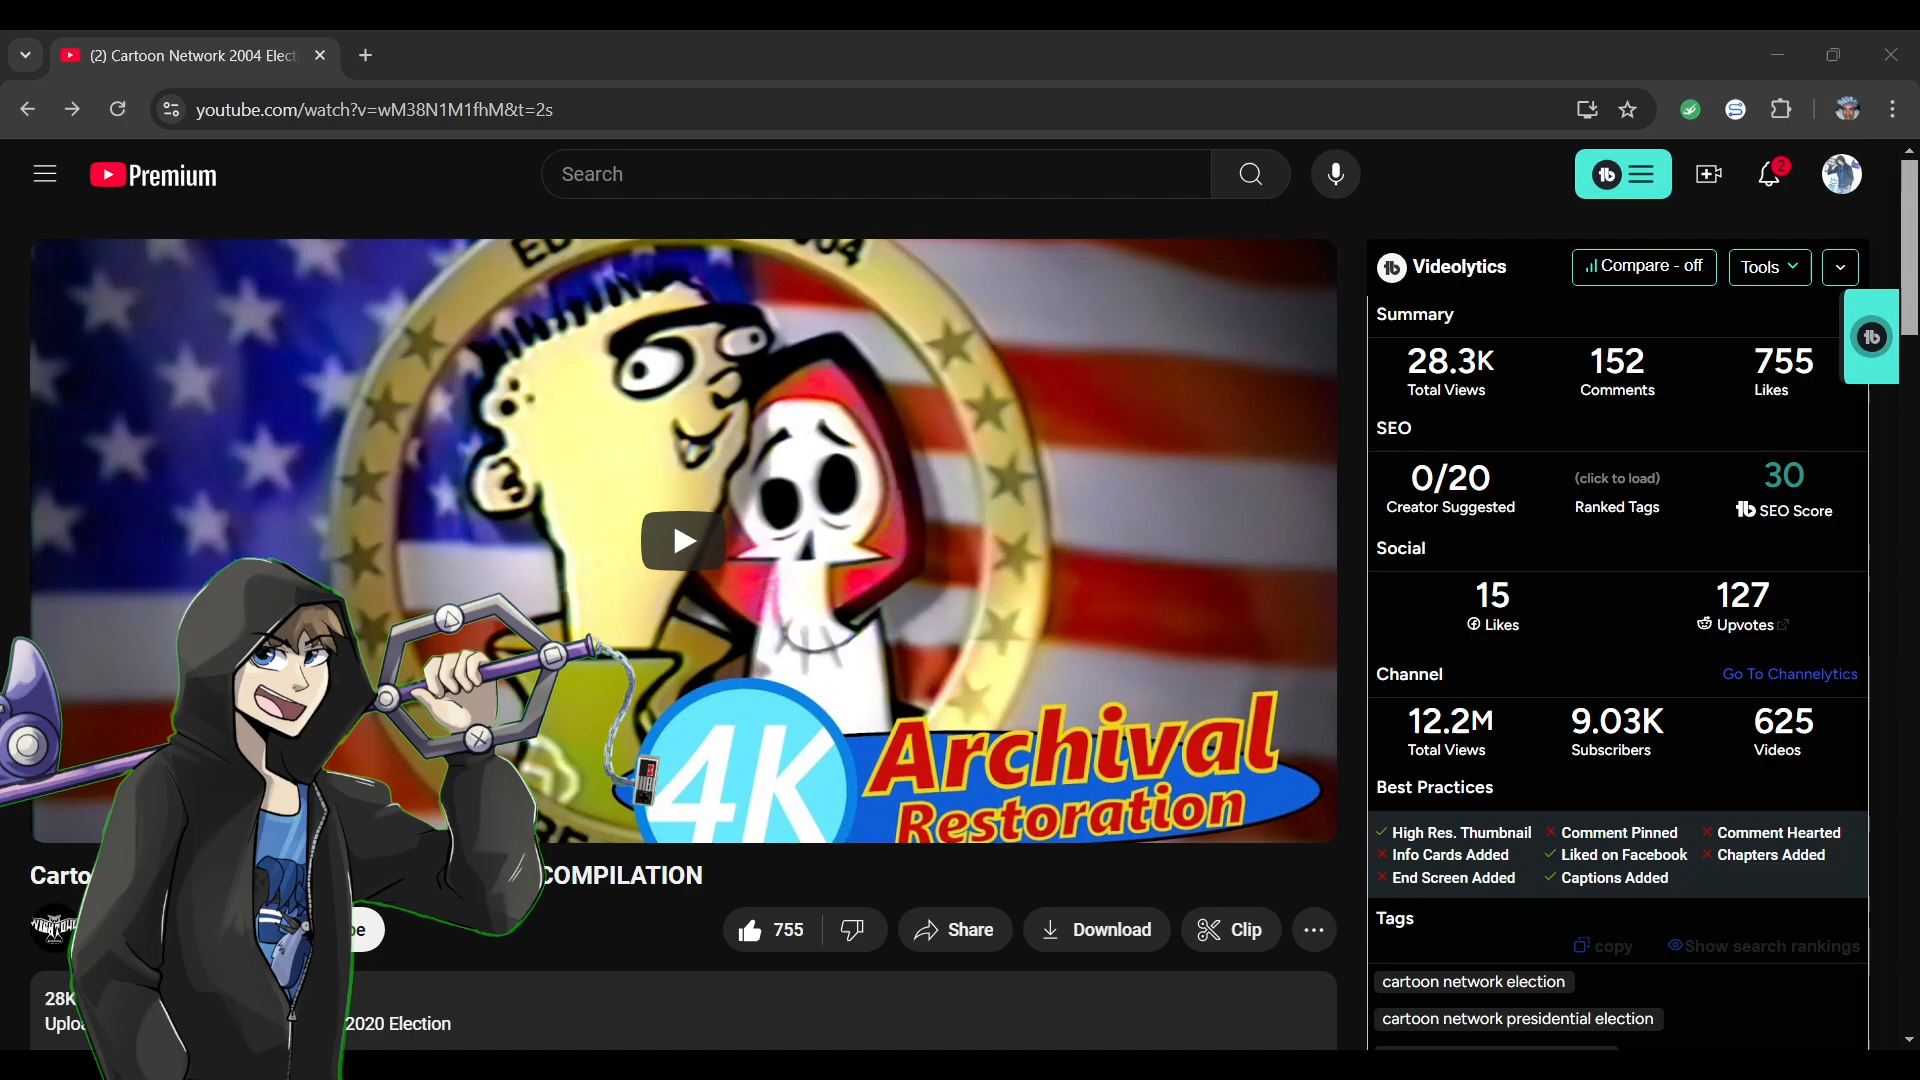 (2) Cartoon Network 2004 Elect
youtube.com/watch?v=wM38N1M1fhM&t=2s
Premium
Search
2
4K
Archival
Restoration
Carto
COMPILATION
755
Share
Download
Clip
28K
2020 Election
Videolytics
Compare - off
Tools
Summary
28.3K
152
755
Total Views
Comments
Likes
SEO
0/20
(click to load)
30
Creator Suggested
Ranked Tags
SEO Score
Social
15
127
Likes
Upvotes
Channel
Go To Channelytics
12.2M
9.03K
625
Total Views
Subscribers
Videos
Best Practices
High Res. Thumbnail
Comment Pinned
Comment Hearted
Info Cards Added
Liked on Facebook
Chapters Added
End Screen Added
Captions Added
Tags
copy
Show search rankings
cartoon network election
cartoon network presidential election